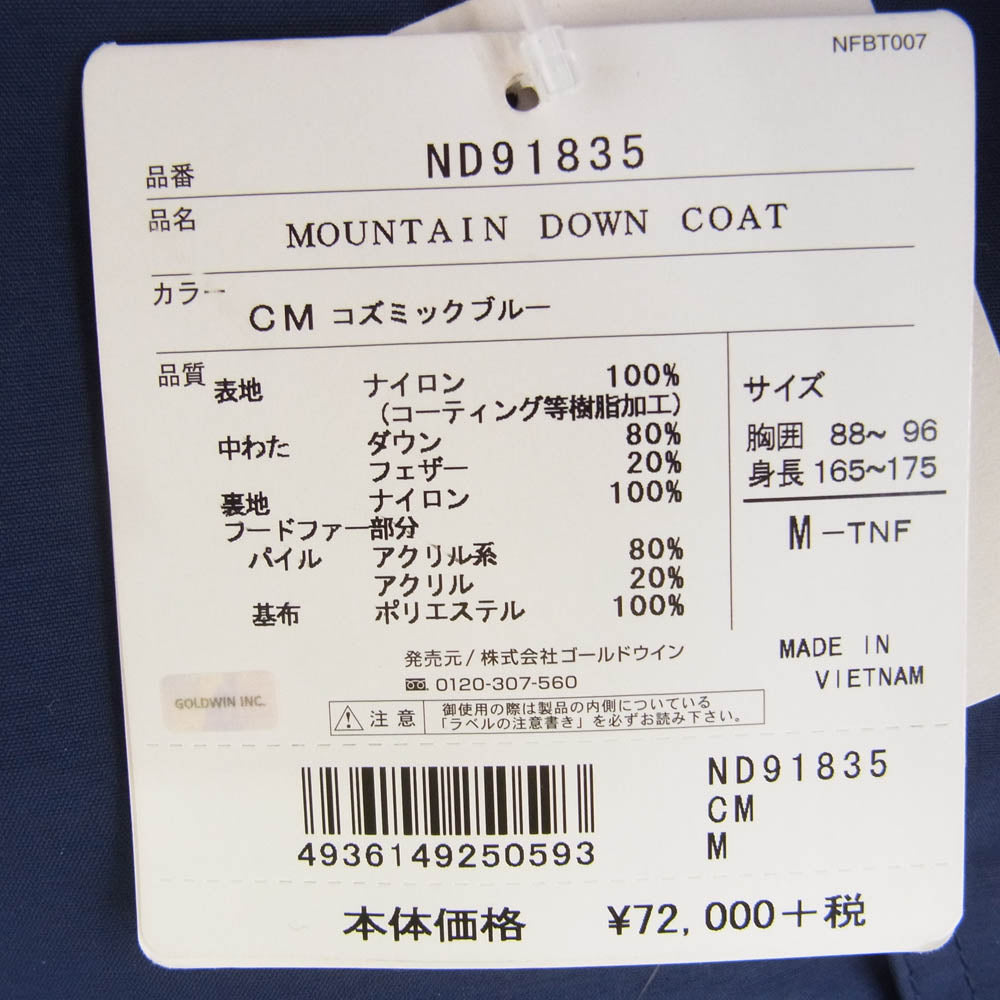 NFBT007
品番 ND91835
品名 MOUNTAIN DOWN COAT
カラー CM コズミックブルー
品質 表地 ナイロン 100%
(コーティング等樹脂加工)
中わた ダウン 80%
フェザー 20%
裏地 ナイロン 100%
フードファー部分
パイル アクリル系 80%
アクリル 20%
基布 ポリエステル 100%
サイズ
胸囲 88~ 96
身長 165~175
M-TNF
MADE IN
VIETNAM
発売元/株式会社ゴールドウイン
0120-307-560
GOLDWIN INC.
注意 御使用の際は製品の内側についている
「ラベルの注意書き」を必ずお読み下さい。
4936149250593
ND91835
CM
M
本体価格 ¥72,000+税